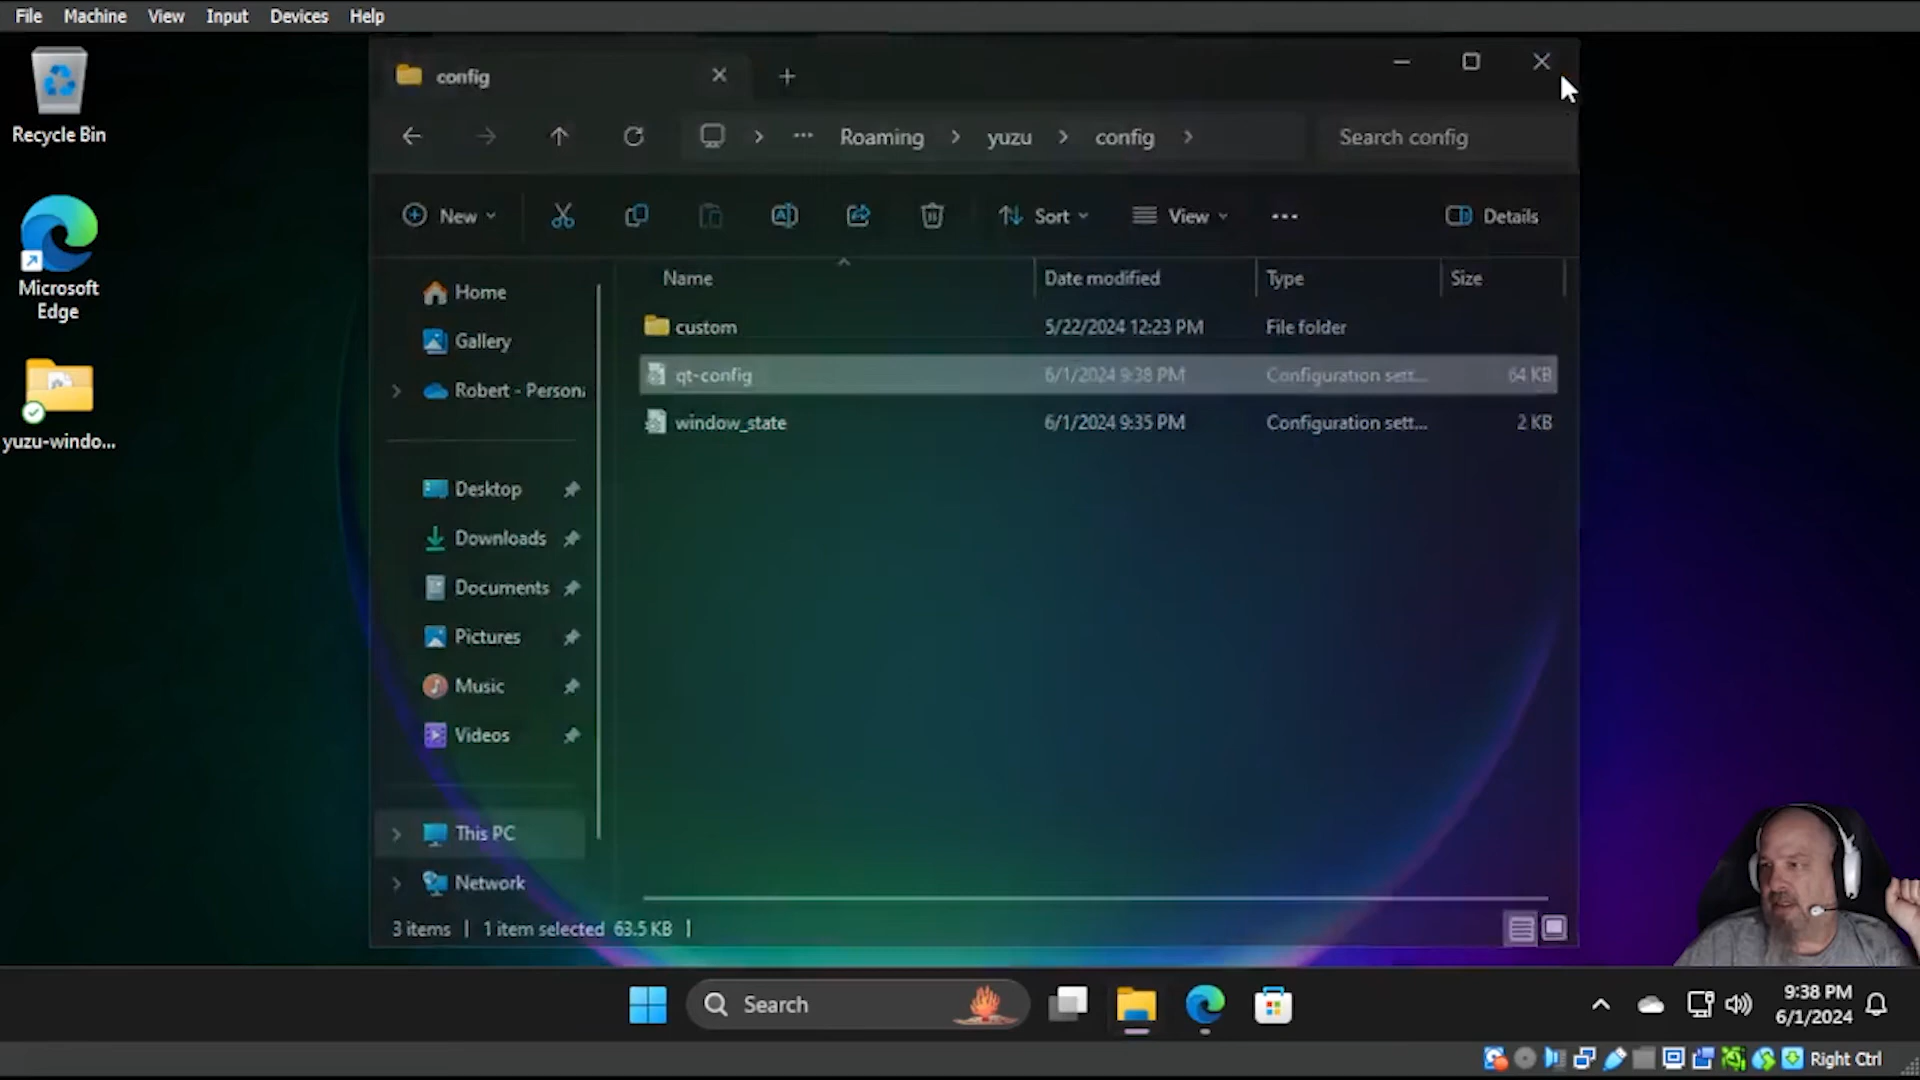 File Machine View Input Devices Help
Recycle Bin
Microsoft
Edge
yuzu-windo...
config
Roaming yuzu config Search config
New Sort View Details
Name Date modified Type Size
custom 5/22/2024 12:23 PM File folder
qt-config 6/1/2024 9:38 PM Configuration sett... 64 KB
window_state 6/1/2024 9:35 PM Configuration sett... 2 KB
Home
Gallery
Robert - Persona
Desktop
Downloads
Documents
Pictures
Music
Videos
This PC
Network
3 items | 1 item selected 63.5 KB |
Search
9:38 PM
6/1/2024
Right Ctrl